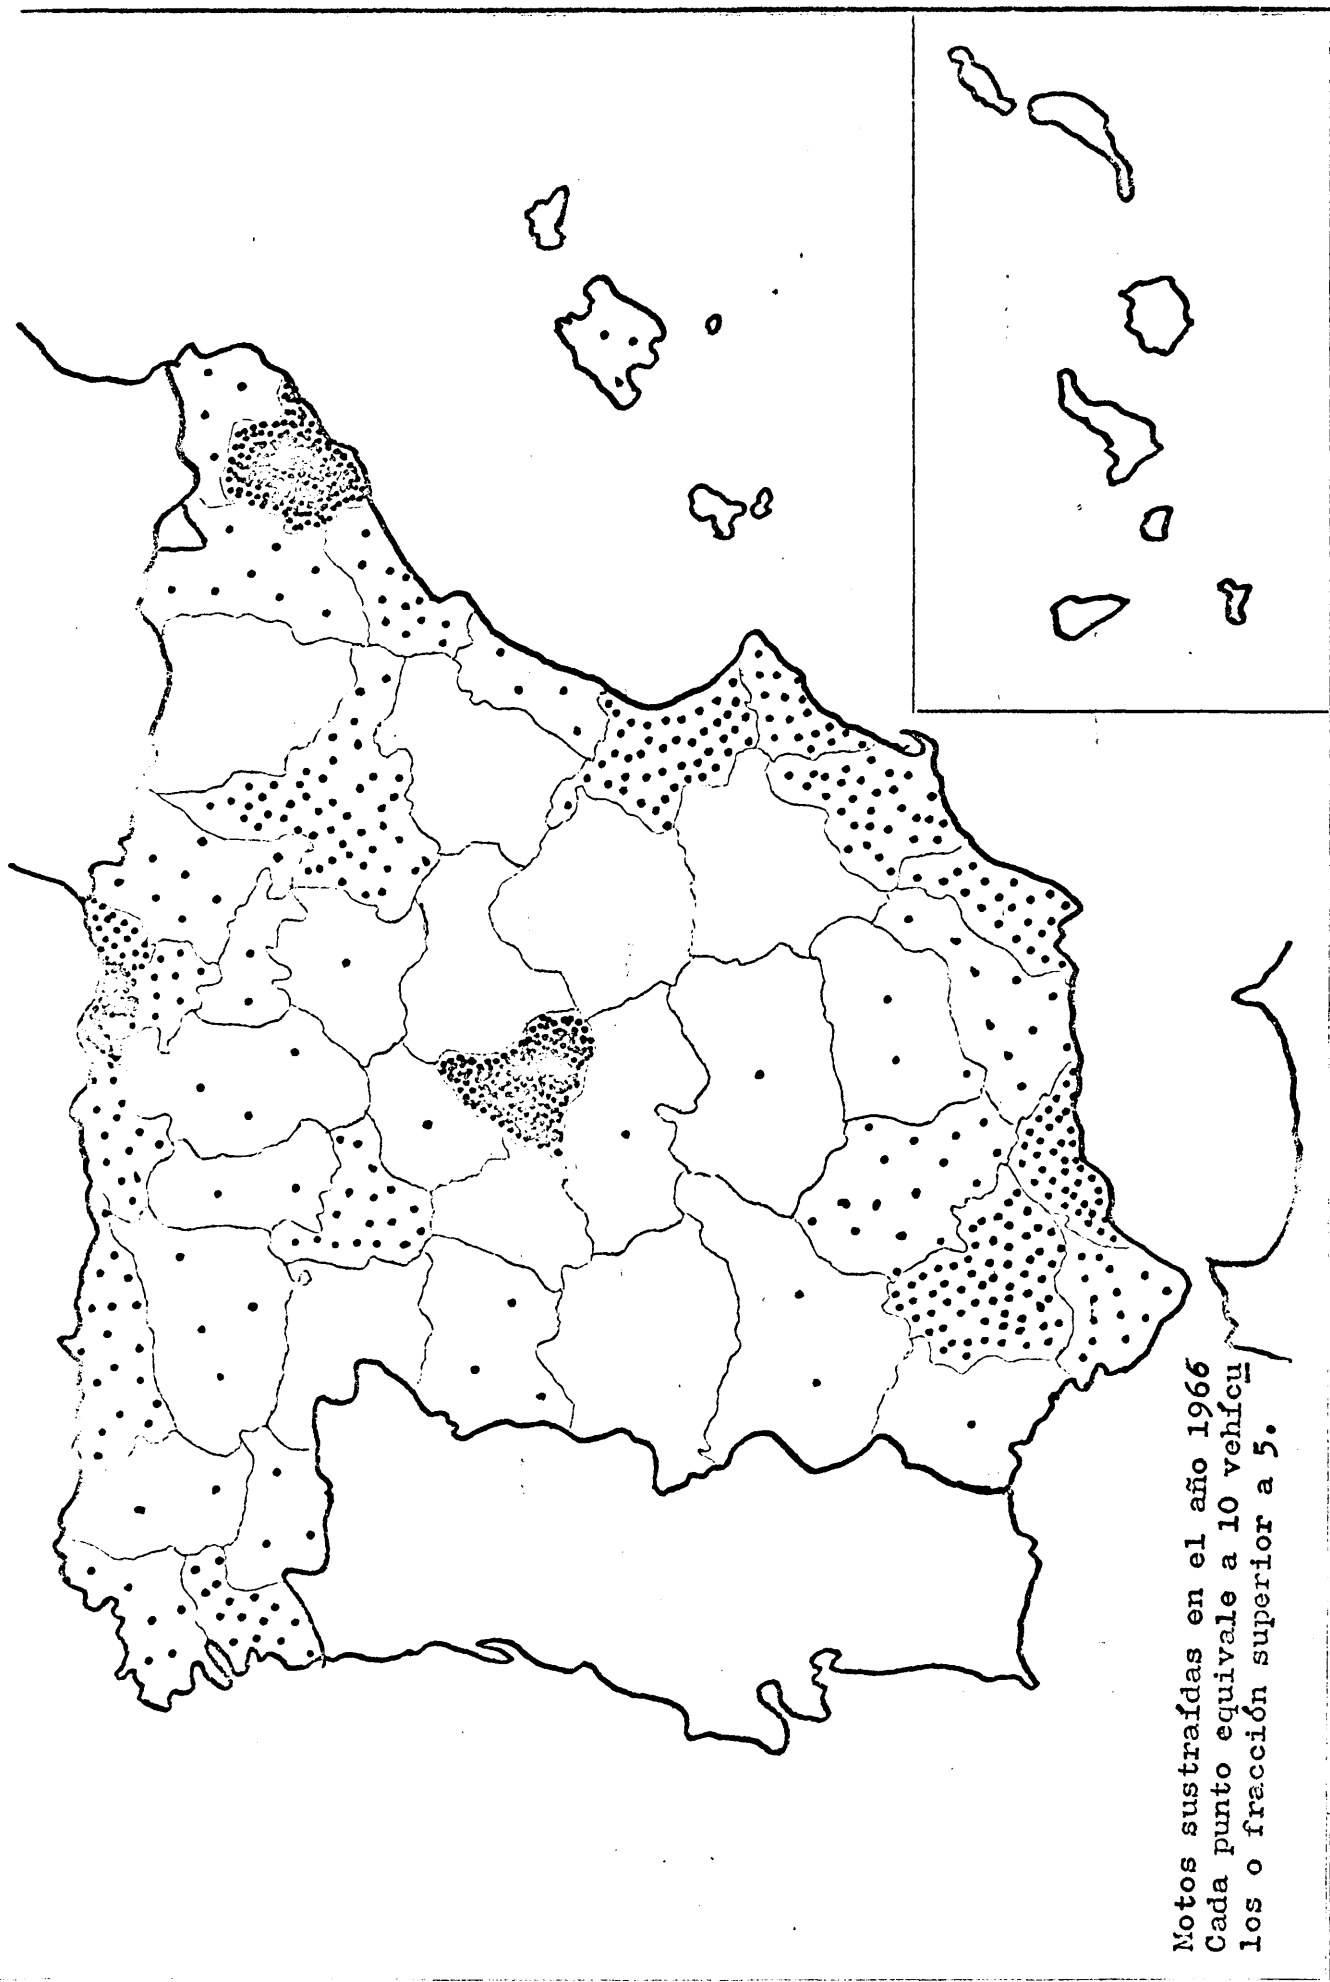 Motos sustraídas en el año 1966
Cada punto equivale a 10 vehícu
los o fracción superior a 5.